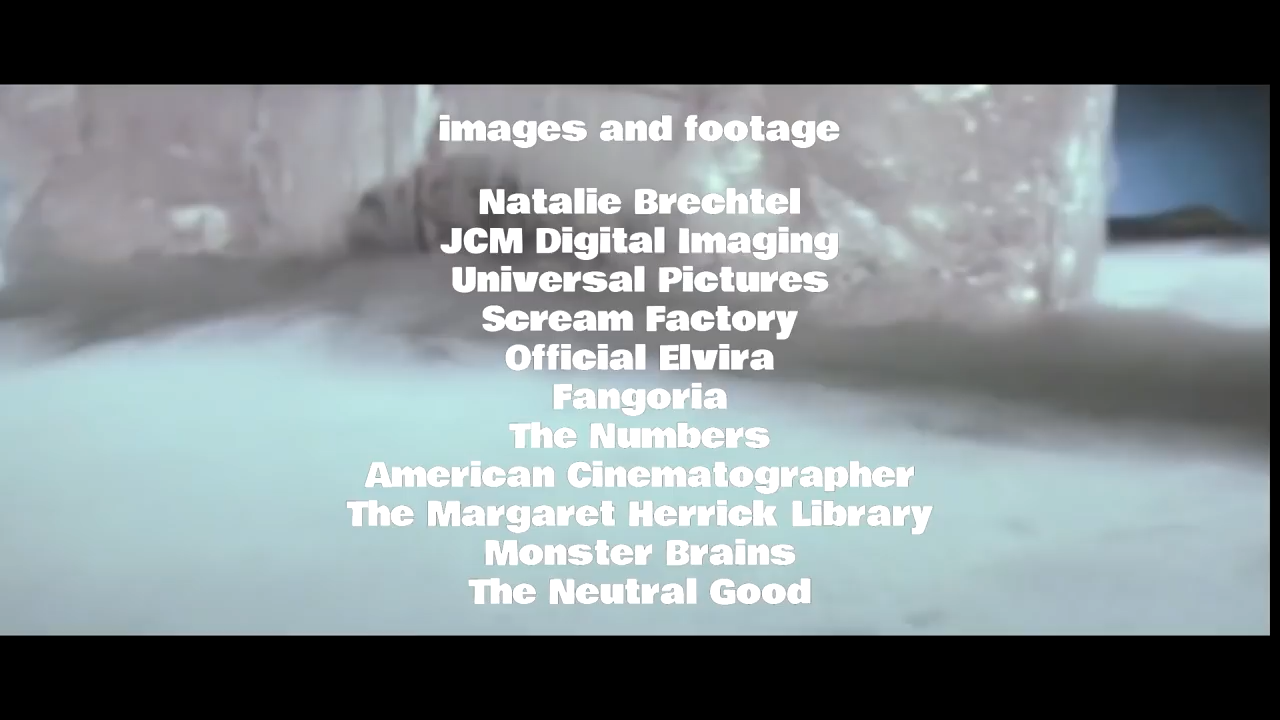 images and footage
Natalie Brechtel
JCM Digital Imaging
Universal Pictures
Scream Factory
Official Elvira
Fangoria
The Numbers
American Cinematographer
The Margaret Herrick Library
Monster Brains
The Neutral Good